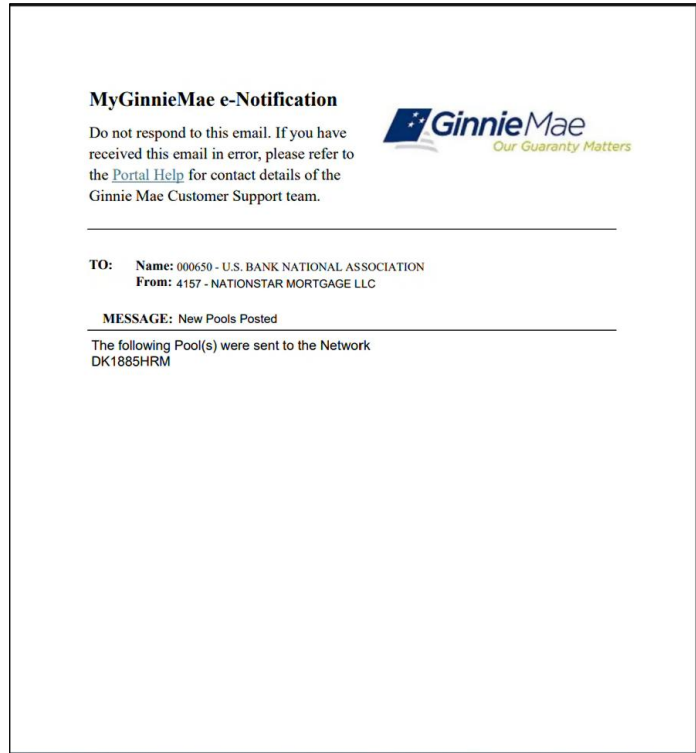 MyGinnieMae e-Notification
Do not respond to this email. If you have
received this email in error, please refer to
the Portal Help for contact details of the
Ginnie Mae Customer Support team.
GinnieMae
Our Guaranty Matters
TO: Name: 000650 - U.S. BANK NATIONAL ASSOCIATION
From: 4157 - NATIONSTAR MORTGAGE LLC
MESSAGE: New Pools Posted
The following Pool(s) were sent to the Network
DK1885HRM